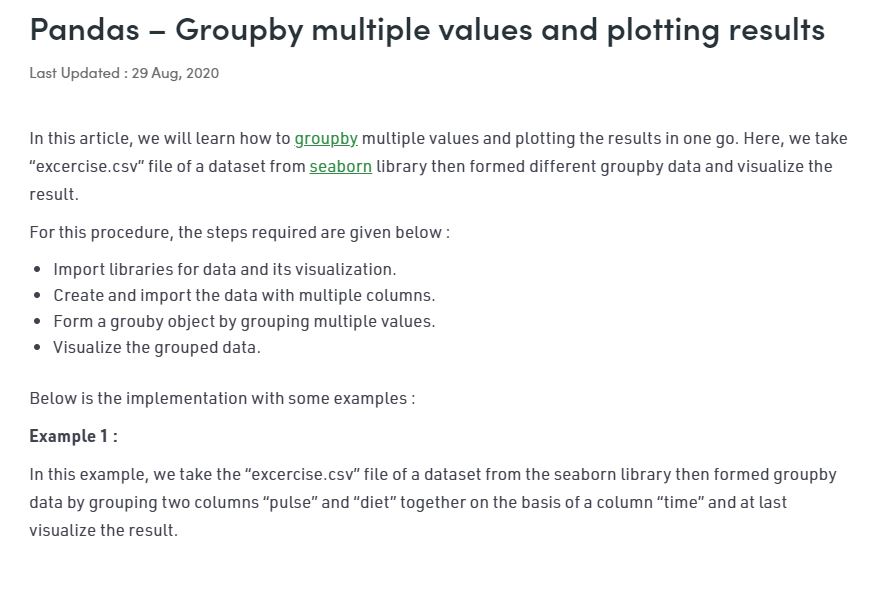 Pandas – Groupby multiple values and plotting results
Last Updated : 29 Aug, 2020
In this article, we will learn how to groupby multiple values and plotting the results in one go. Here, we take
“excercise.csv” file of a dataset from seaborn library then formed different groupby data and visualize the
result.
For this procedure, the steps required are given below :
• Import libraries for data and its visualization.
• Create and import the data with multiple columns.
• Form a grouby object by grouping multiple values.
• Visualize the grouped data.
Below is the implementation with some examples :
Example 1 :
In this example, we take the “excercise.csv” file of a dataset from the seaborn library then formed groupby
data by grouping two columns “pulse” and “diet” together on the basis of a column “time” and at last
visualize the result.